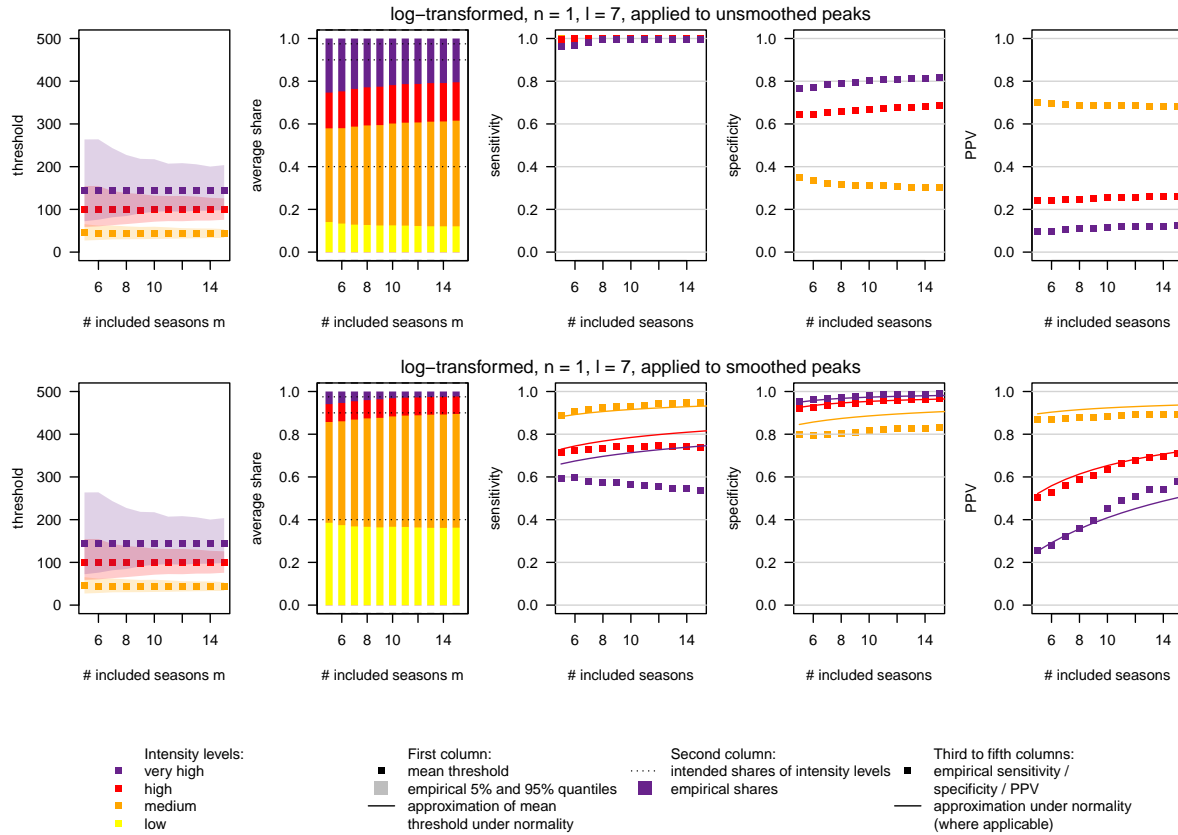 log−transformed, n = 1, l = 7, applied to unsmoothed peaks
threshold
500
400
300
200
100
0
6 8 10 14
# included seasons m
average share
1.0
0.8
0.6
0.4
0.2
0.0
6 8 10 14
# included seasons m
sensitivity
1.0
0.8
0.6
0.4
0.2
0.0
6 8 10 14
# included seasons
specificity
1.0
0.8
0.6
0.4
0.2
0.0
6 8 10 14
# included seasons
PPV
1.0
0.8
0.6
0.4
0.2
0.0
6 8 10 14
# included seasons
log−transformed, n = 1, l = 7, applied to smoothed peaks
threshold
500
400
300
200
100
0
6 8 10 14
# included seasons m
average share
1.0
0.8
0.6
0.4
0.2
0.0
6 8 10 14
# included seasons m
sensitivity
1.0
0.8
0.6
0.4
0.2
0.0
6 8 10 14
# included seasons
specificity
1.0
0.8
0.6
0.4
0.2
0.0
6 8 10 14
# included seasons
PPV
1.0
0.8
0.6
0.4
0.2
0.0
6 8 10 14
# included seasons
Intensity levels:
very high
high
medium
low
First column:
mean threshold
empirical 5% and 95% quantiles
approximation of mean
threshold under normality
Second column:
intended shares of intensity levels
empirical shares
Third to fifth columns:
empirical sensitivity /
specificity / PPV
approximation under normality
(where applicable)